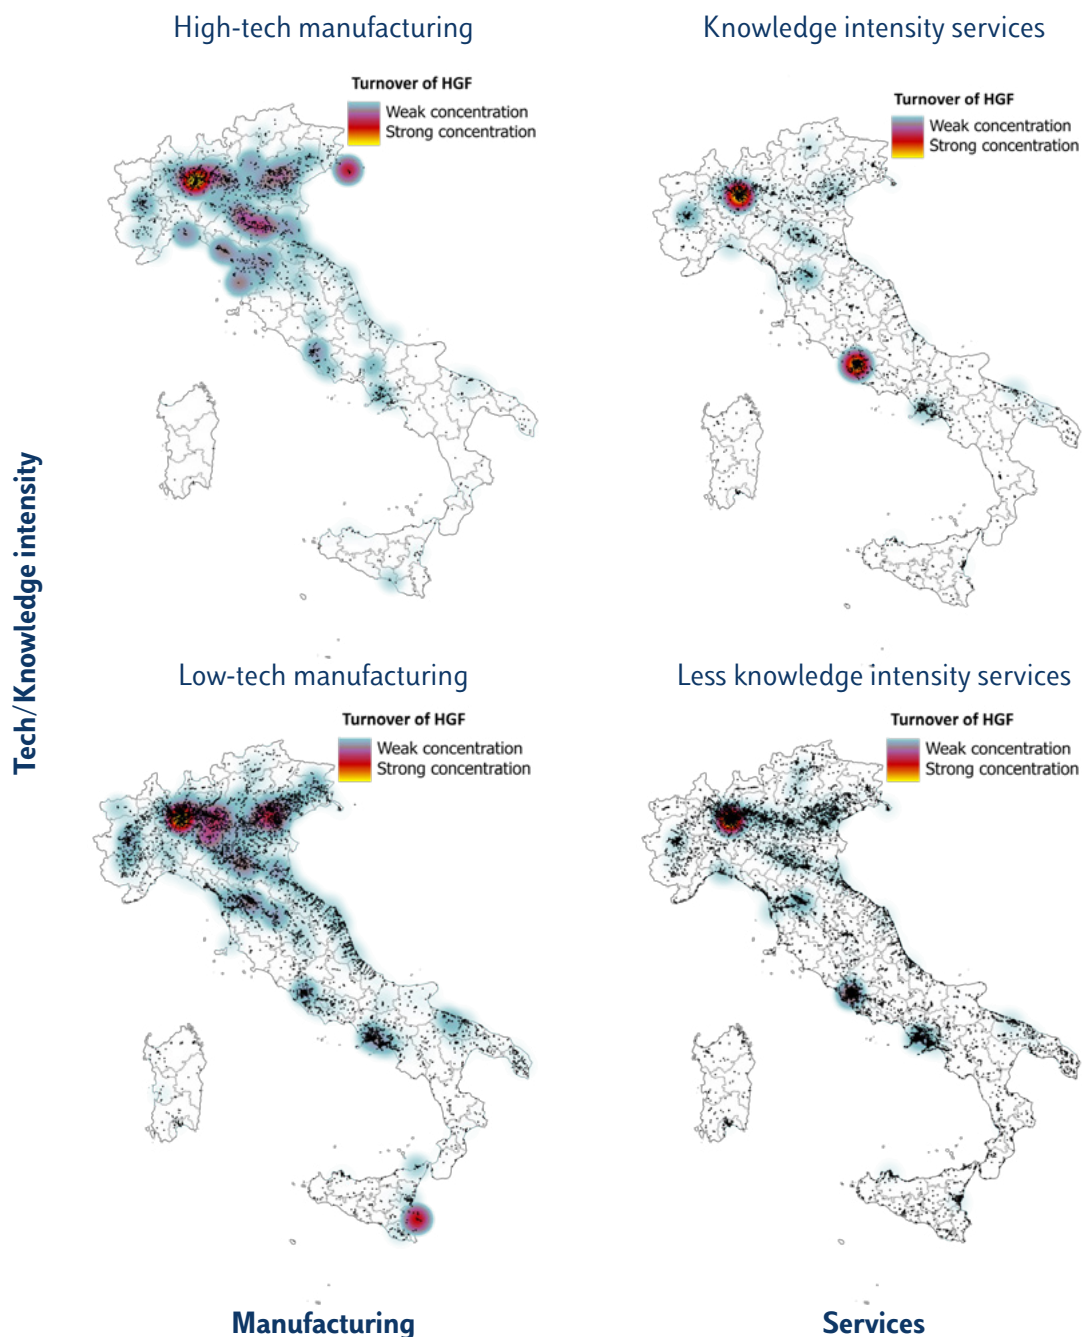 High-tech manufacturing
Knowledge intensity services
Turnover of HGF
Weak concentration
Strong concentration
Turnover of HGF
Weak concentration
Strong concentration
Tech/Knowledge intensity
Low-tech manufacturing
Less knowledge intensity services
Turnover of HGF
Weak concentration
Strong concentration
Turnover of HGF
Weak concentration
Strong concentration
Manufacturing
Services